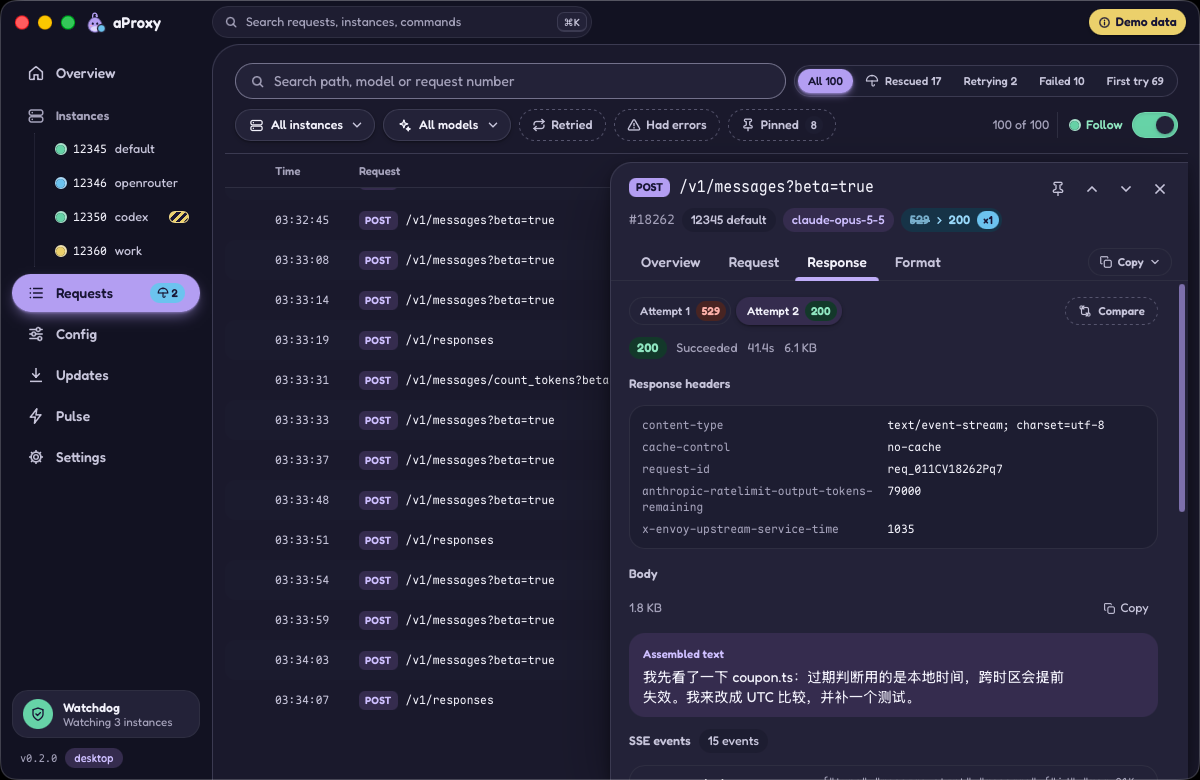 aProxy
Search requests, instances, commands
⌘K
Demo data
Overview
Instances
12345 default
12346 openrouter
12350 codex
12360 work
Requests
2
Config
Updates
Pulse
Settings
Watchdog
Watching 3 instances
v0.2.0 desktop
Search path, model or request number
All 100
Rescued 17
Retrying 2
Failed 10
First try 69
All instances
All models
Retried
Had errors
Pinned 8
100 of 100
Follow
Time Request
03:32:45 POST /v1/messages?beta=true
03:33:08 POST /v1/messages?beta=true
03:33:14 POST /v1/messages?beta=true
03:33:19 POST /v1/responses
03:33:31 POST /v1/messages/count_tokens?beta
03:33:33 POST /v1/messages?beta=true
03:33:37 POST /v1/messages?beta=true
03:33:48 POST /v1/messages?beta=true
03:33:51 POST /v1/responses
03:33:54 POST /v1/messages?beta=true
03:33:59 POST /v1/messages?beta=true
03:34:03 POST /v1/messages?beta=true
03:34:07 POST /v1/responses
POST /v1/messages?beta=true
#18262 12345 default claude-opus-5-5 529 › 200 x1
Overview Request Response Format
Copy
Attempt 1 529 Attempt 2 200
Compare
200 Succeeded 41.4s 6.1 KB
Response headers
content-type text/event-stream; charset=utf-8
cache-control no-cache
request-id req_011CV18262Pq7
anthropic-ratelimit-output-tokens- 79000
remaining
x-envoy-upstream-service-time 1035
Body
1.8 KB
Copy
Assembled text
我先看了一下 coupon.ts：过期判断用的是本地时间，跨时区会提前
失效。我来改成 UTC 比较，并补一个测试。
SSE events 15 events